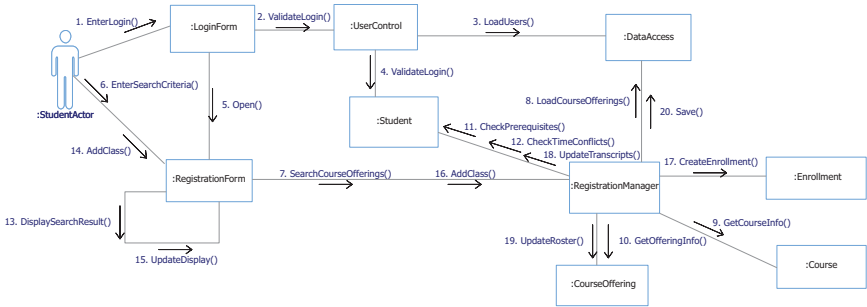 1. EnterLogin()
:LoginForm
2. ValidateLogin()
:UserControl
3. LoadUsers()
:DataAccess
4. ValidateLogin()
6. EnterSearchCriteria()
5. Open()
8. LoadCourseOfferings()
:StudentActor
20. Save()
:Student
11. CheckPrerequisites()
12. CheckTimeConflicts()
14. AddClass()
18. UpdateTranscripts()
17. CreateEnrollment()
:RegistrationForm
7. SearchCourseOfferings()
16. AddClass()
:RegistrationManager
:Enrollment
13. DisplaySearchResult()
9. GetCourseInfo()
19. UpdateRoster()
10. GetOfferingInfo()
15. UpdateDisplay()
:Course
:CourseOffering